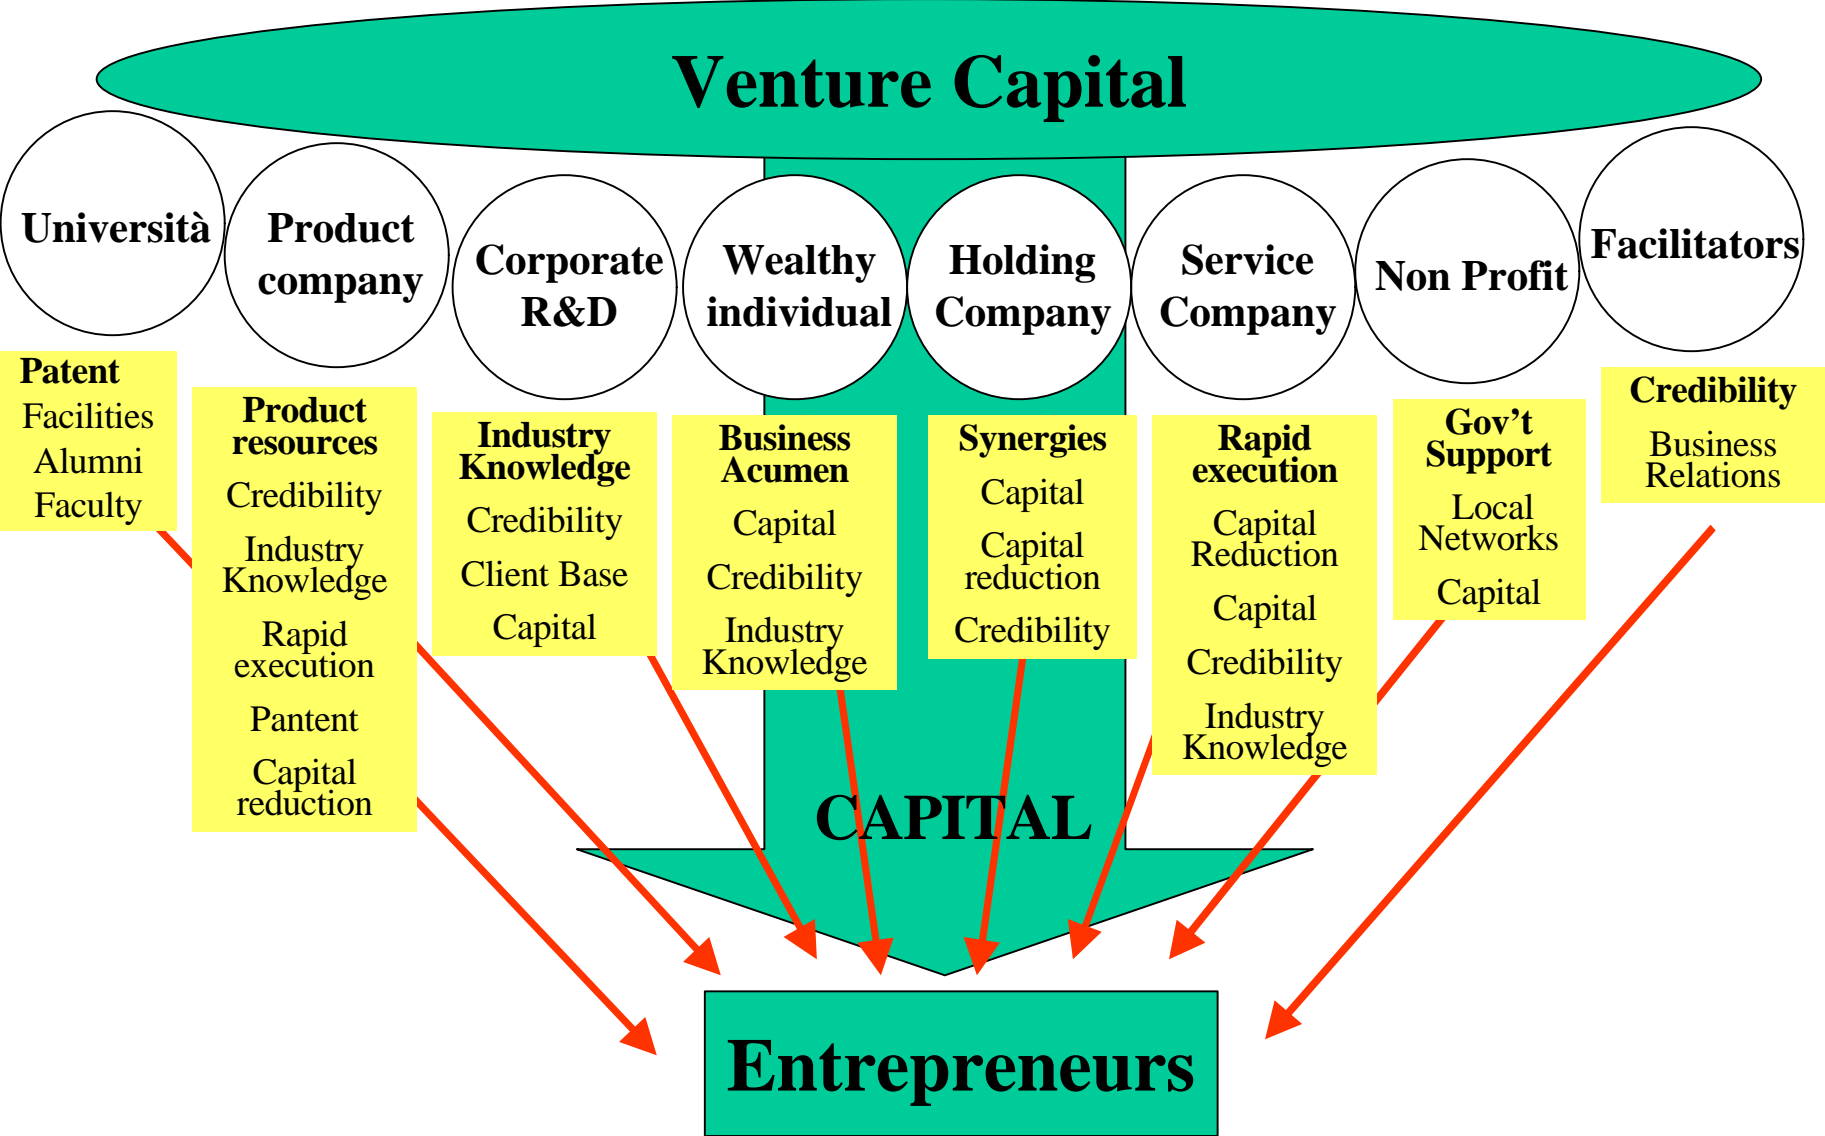 Venture Capital
Università
Product
company
Corporate
R&D
Wealthy
individual
Holding
Company
Service
Company
Non Profit
Facilitators
Patent
Facilities
Alumni
Faculty
Product
resources
Credibility
Industry
Knowledge
Rapid
execution
Pantent
Capital
reduction
Industry
Knowledge
Credibility
Client Base
Capital
Business
Acumen
Capital
Credibility
Industry
Knowledge
Synergies
Capital
Capital
reduction
Credibility
Rapid
execution
Capital
Reduction
Capital
Credibility
Industry
Knowledge
Gov’t
Support
Local
Networks
Capital
Credibility
Business
Relations
CAPITAL
Entrepreneurs